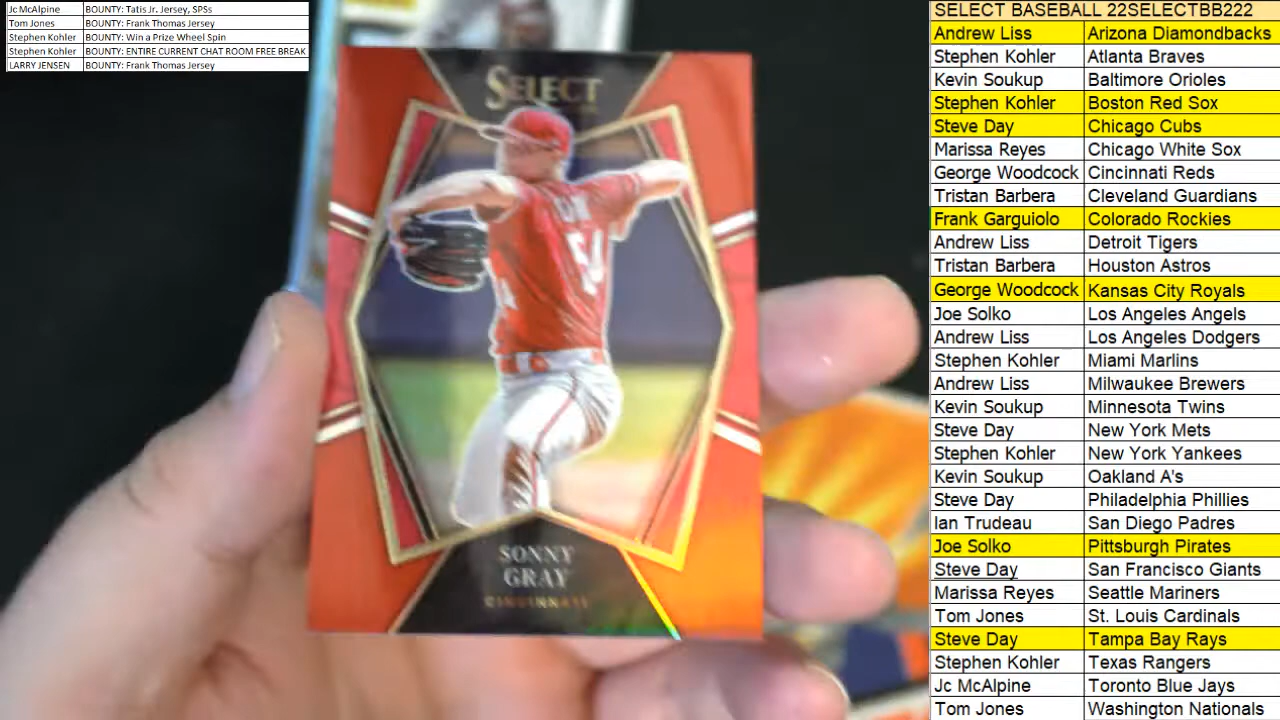 Jc McAlpine BOUNTY: Tatis Jr. Jersey, SPSs
Tom Jones BOUNTY: Frank Thomas Jersey
Stephen Kohler BOUNTY: Win a Prize Wheel Spin
Stephen Kohler BOUNTY: ENTIRE CURRENT CHAT ROOM FREE BREAK
LARRY JENSEN BOUNTY: Frank Thomas Jersey
SELECT
54
SONNY
GRAY
CINCINNATI
SELECT BASEBALL 22SELECTBB222
Andrew Liss Arizona Diamondbacks
Stephen Kohler Atlanta Braves
Kevin Soukup Baltimore Orioles
Stephen Kohler Boston Red Sox
Steve Day Chicago Cubs
Marissa Reyes Chicago White Sox
George Woodcock Cincinnati Reds
Tristan Barbera Cleveland Guardians
Frank Garguiolo Colorado Rockies
Andrew Liss Detroit Tigers
Tristan Barbera Houston Astros
George Woodcock Kansas City Royals
Joe Solko Los Angeles Angels
Andrew Liss Los Angeles Dodgers
Stephen Kohler Miami Marlins
Andrew Liss Milwaukee Brewers
Kevin Soukup Minnesota Twins
Steve Day New York Mets
Stephen Kohler New York Yankees
Kevin Soukup Oakland A's
Steve Day Philadelphia Phillies
Ian Trudeau San Diego Padres
Joe Solko Pittsburgh Pirates
Steve Day San Francisco Giants
Marissa Reyes Seattle Mariners
Tom Jones St. Louis Cardinals
Steve Day Tampa Bay Rays
Stephen Kohler Texas Rangers
Jc McAlpine Toronto Blue Jays
Tom Jones Washington Nationals